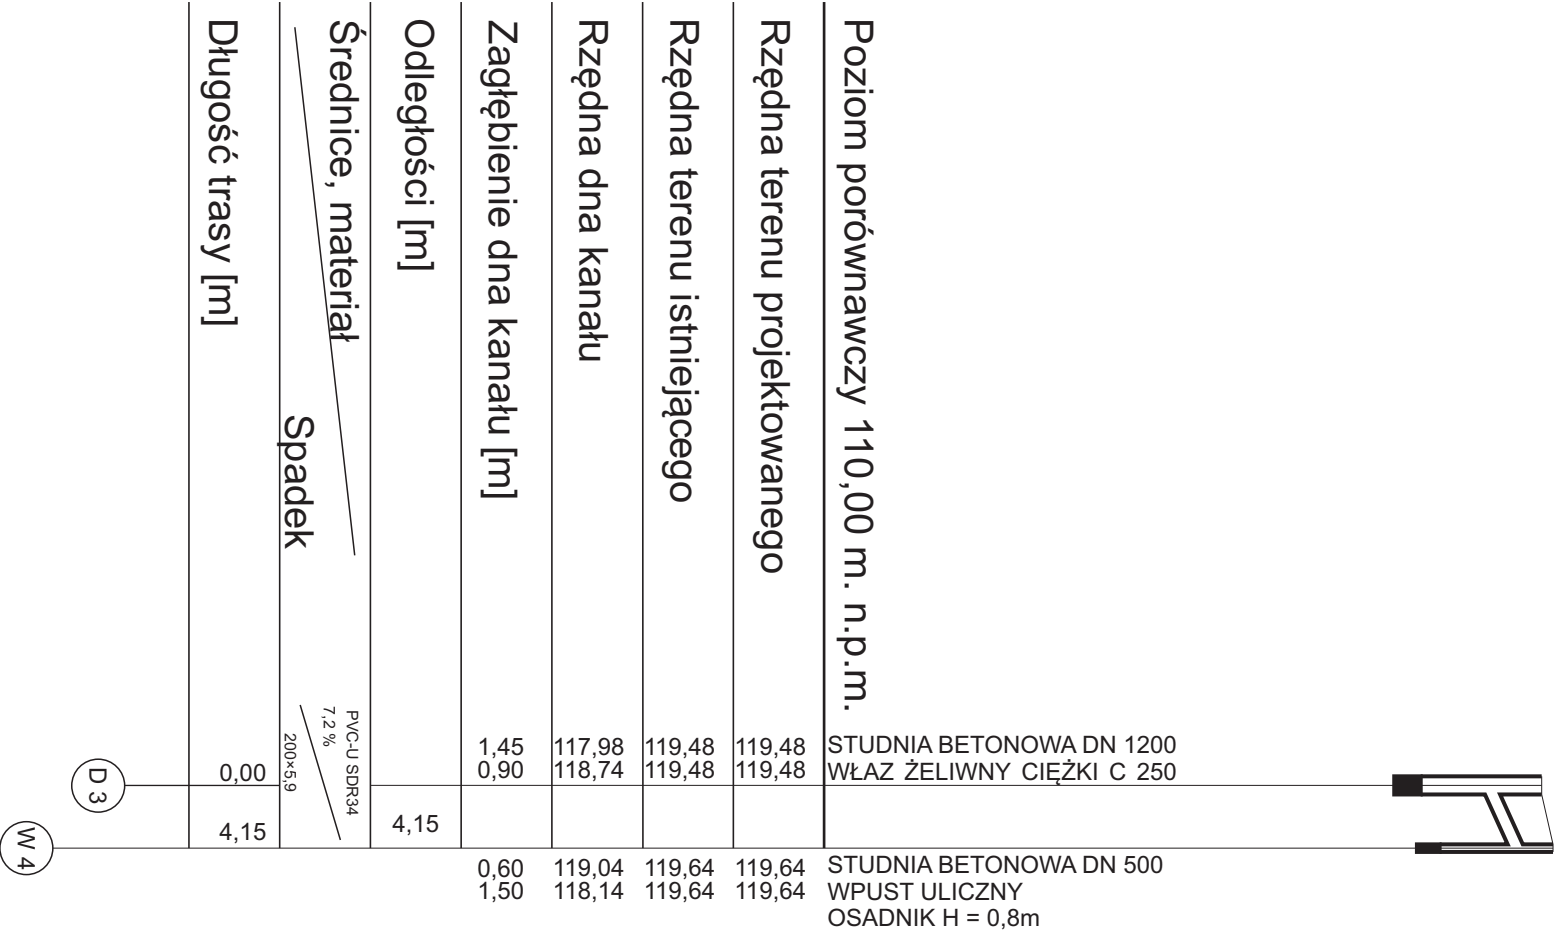 Poziom porównawczy 110,00 m. n.p.m.
Rzędna terenu projektowanego
Rzędna terenu istniejącego
Rzędna dna kanału
Zagłębienie dna kanału [m]
Odległości [m]
Średnice, materiał
Spadek
Długość trasy [m]
PVC-U SDR34
7,2 %
200×5,9
1,45 117,98 119,48 119,48 STUDNIA BETONOWA DN 1200
0,90 118,74 119,48 119,48 WŁAZ ŻELIWNY CIĘŻKI C 250
0,00
D 3
4,15
4,15
W 4
0,60 119,04 119,64 119,64 STUDNIA BETONOWA DN 500
1,50 118,14 119,64 119,64 WPUST ULICZNY
OSADNIK H = 0,8m